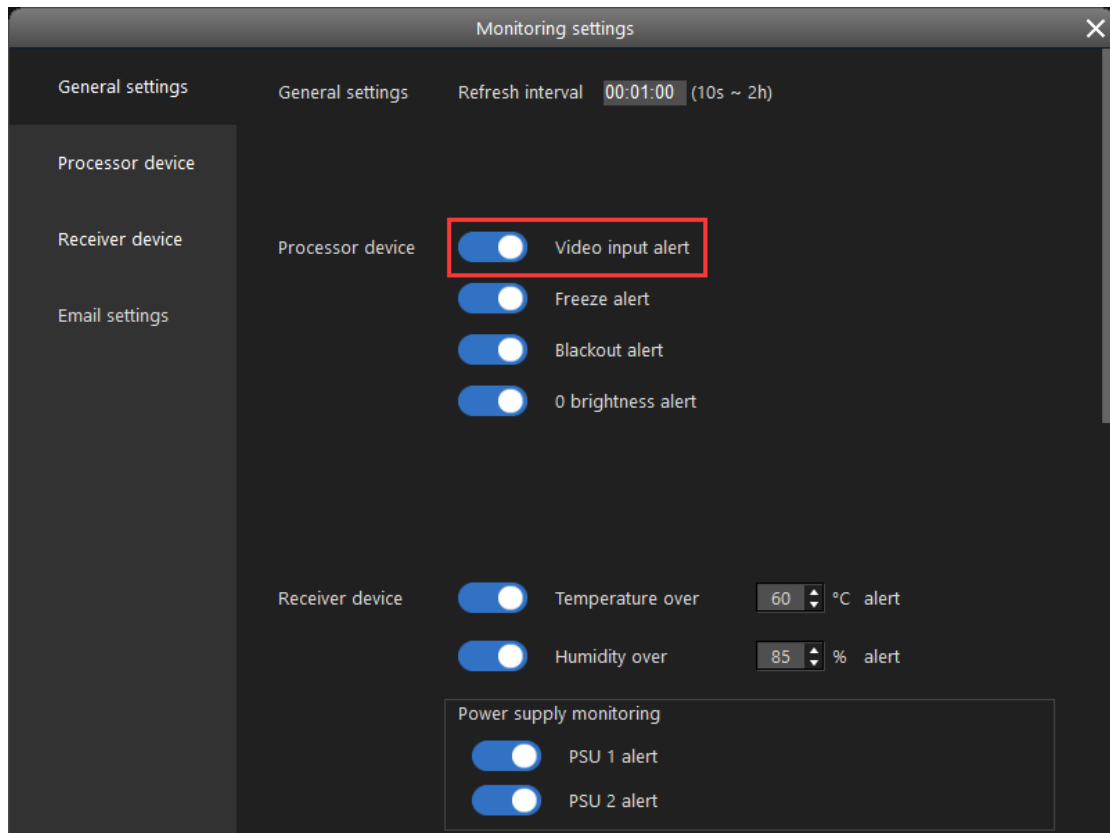 Monitoring settings
General settings
Processor device
Receiver device
Email settings
General settings Refresh interval 00:01:00 (10s ~ 2h)
Processor device Video input alert
Freeze alert
Blackout alert
0 brightness alert
Receiver device Temperature over 60 °C alert
Humidity over 85 % alert
Power supply monitoring
PSU 1 alert
PSU 2 alert